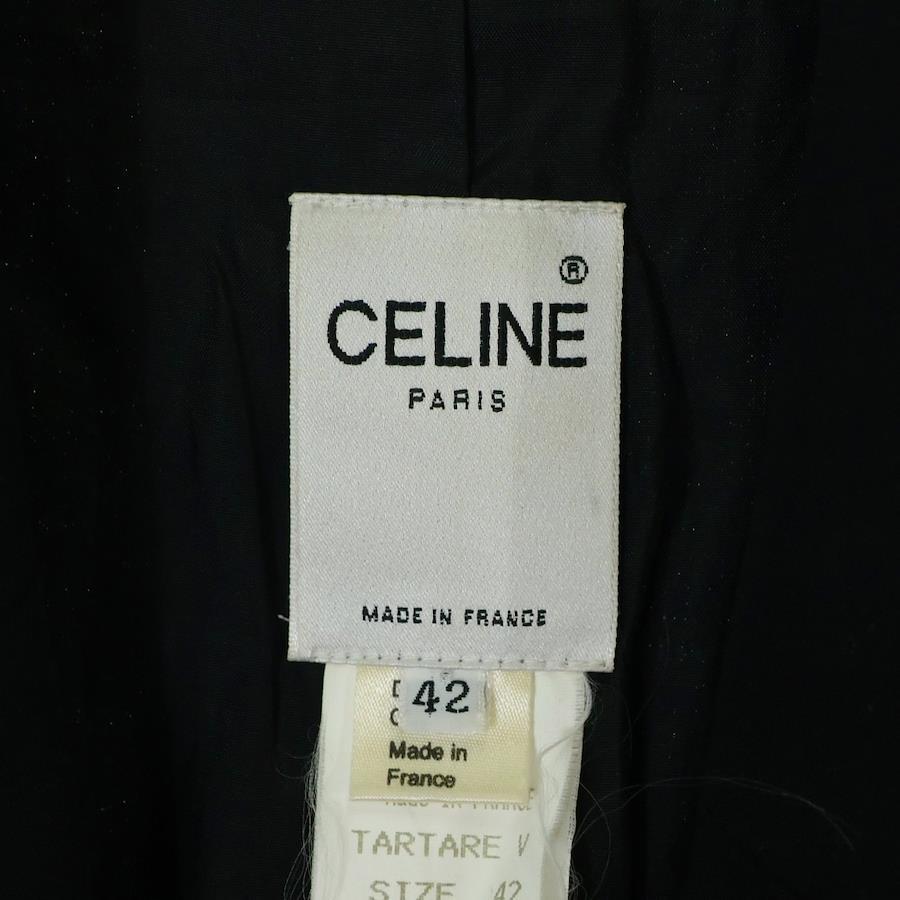 ®
CELINE
PARIS
MADE IN FRANCE
42
Made in
France
TARTARE V
SIZE 42